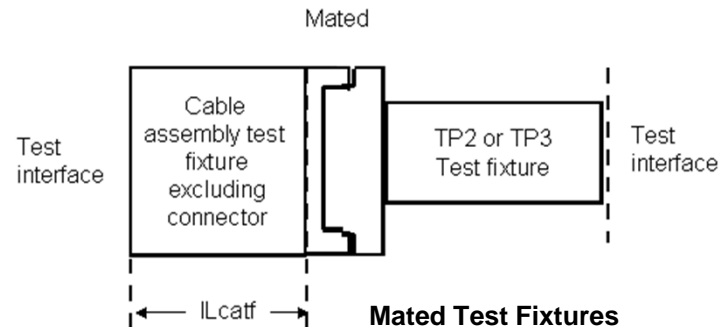 Mated
Test
interface
Cable
assembly test
fixture
excluding
connector
TP2 or TP3
Test fixture
Test
interface
ILcatf
Mated Test Fixtures